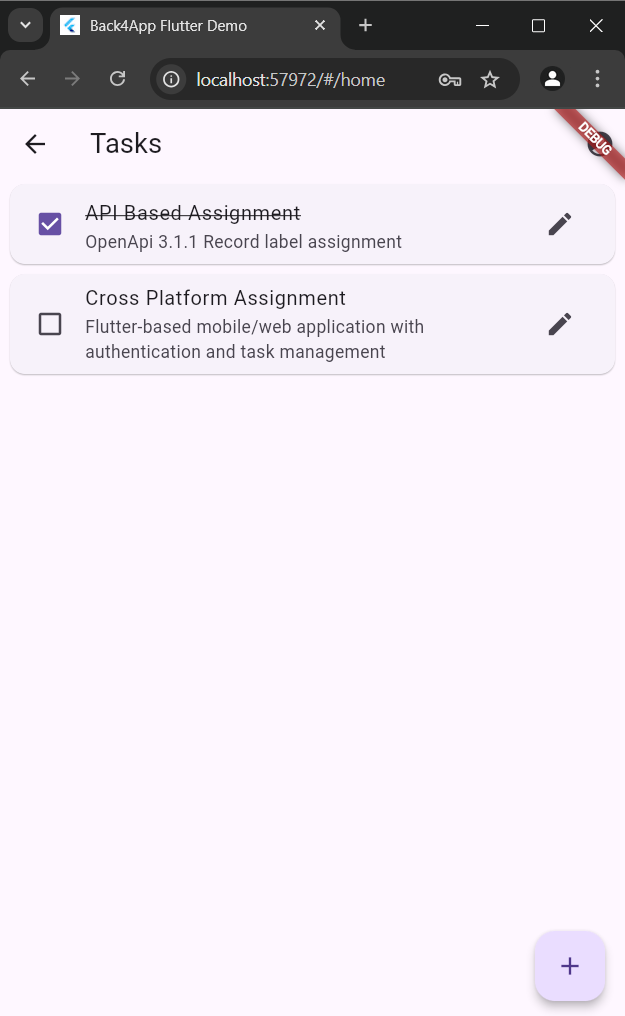 Back4App Flutter Demo
localhost:57972/#/home
Tasks
DEBUG
API Based Assignment
OpenApi 3.1.1 Record label assignment
Cross Platform Assignment
Flutter-based mobile/web application with
authentication and task management